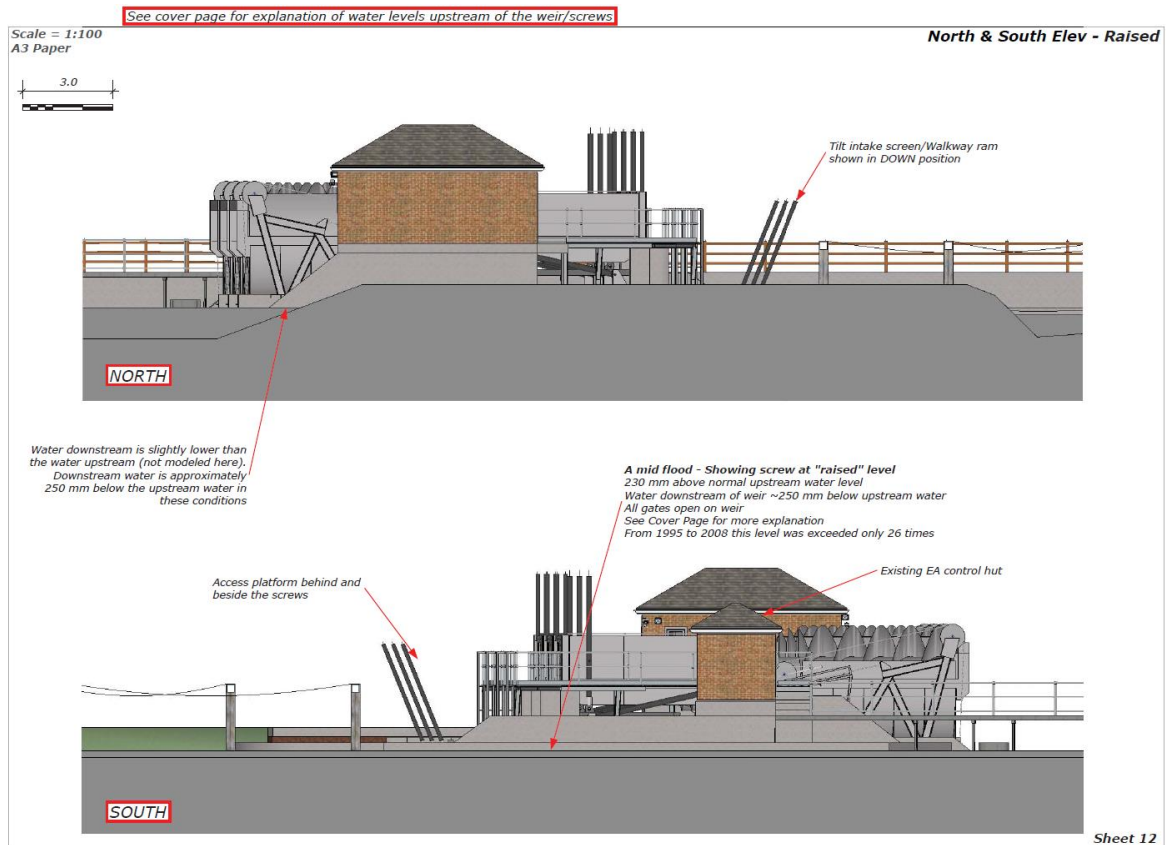 See cover page for explanation of water levels upstream of the weir/screws
Scale = 1:100
A3 Paper
North & South Elev - Raised
3.0
Tilt intake screen/Walkway ram
shown in DOWN position
NORTH
Water downstream is slightly lower than
the water upstream (not modeled here).
Downstream water is approximately
250 mm below the upstream water in
these conditions
A mid flood - Showing screw at "raised" level
230 mm above normal upstream water level
Water downstream of weir ~250 mm below upstream water
All gates open on weir
See Cover Page for more explanation
From 1995 to 2008 this level was exceeded only 26 times
Access platform behind and
beside the screws
Existing EA control hut
SOUTH
Sheet 12